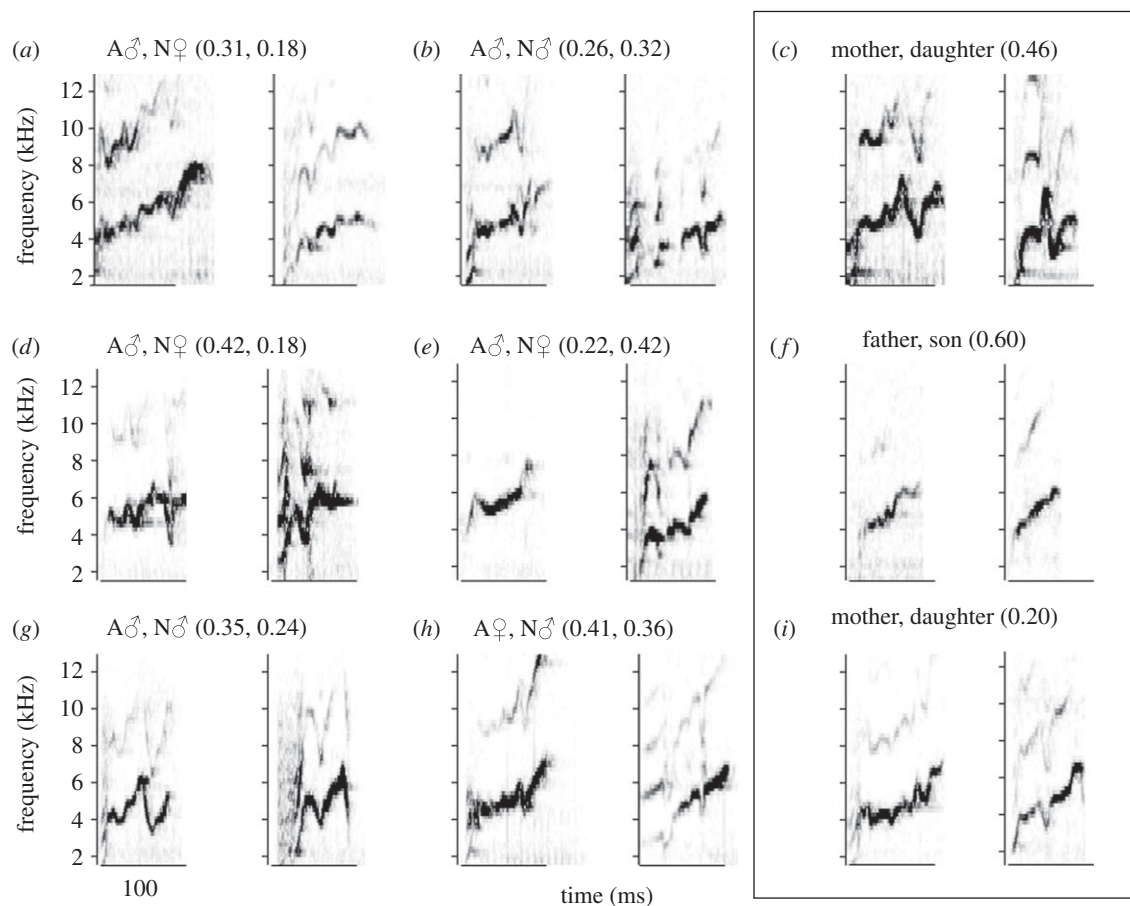 (a) A♂, N♀ (0.31, 0.18)
(b) A♂, N♂ (0.26, 0.32)
(c) mother, daughter (0.46)
frequency (kHz)
12
10
8
6
4
2
(d) A♂, N♀ (0.42, 0.18)
(e) A♂, N♀ (0.22, 0.42)
(f) father, son (0.60)
frequency (kHz)
12
10
8
6
4
2
(g) A♂, N♂ (0.35, 0.24)
(h) A♀, N♂ (0.41, 0.36)
(i) mother, daughter (0.20)
frequency (kHz)
12
10
8
6
4
2
100
time (ms)